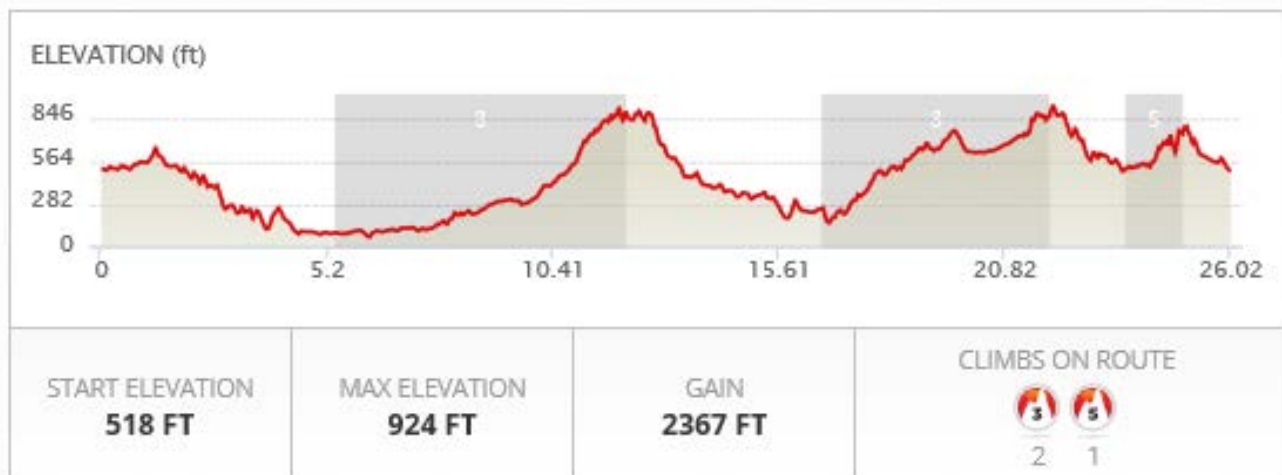 ELEVATION (ft)
846
564
282
0
3
3
5
0 5.2 10.41 15.61 20.82 26.02
START ELEVATION
518 FT
MAX ELEVATION
924 FT
GAIN
2367 FT
CLIMBS ON ROUTE
3 5
2 1